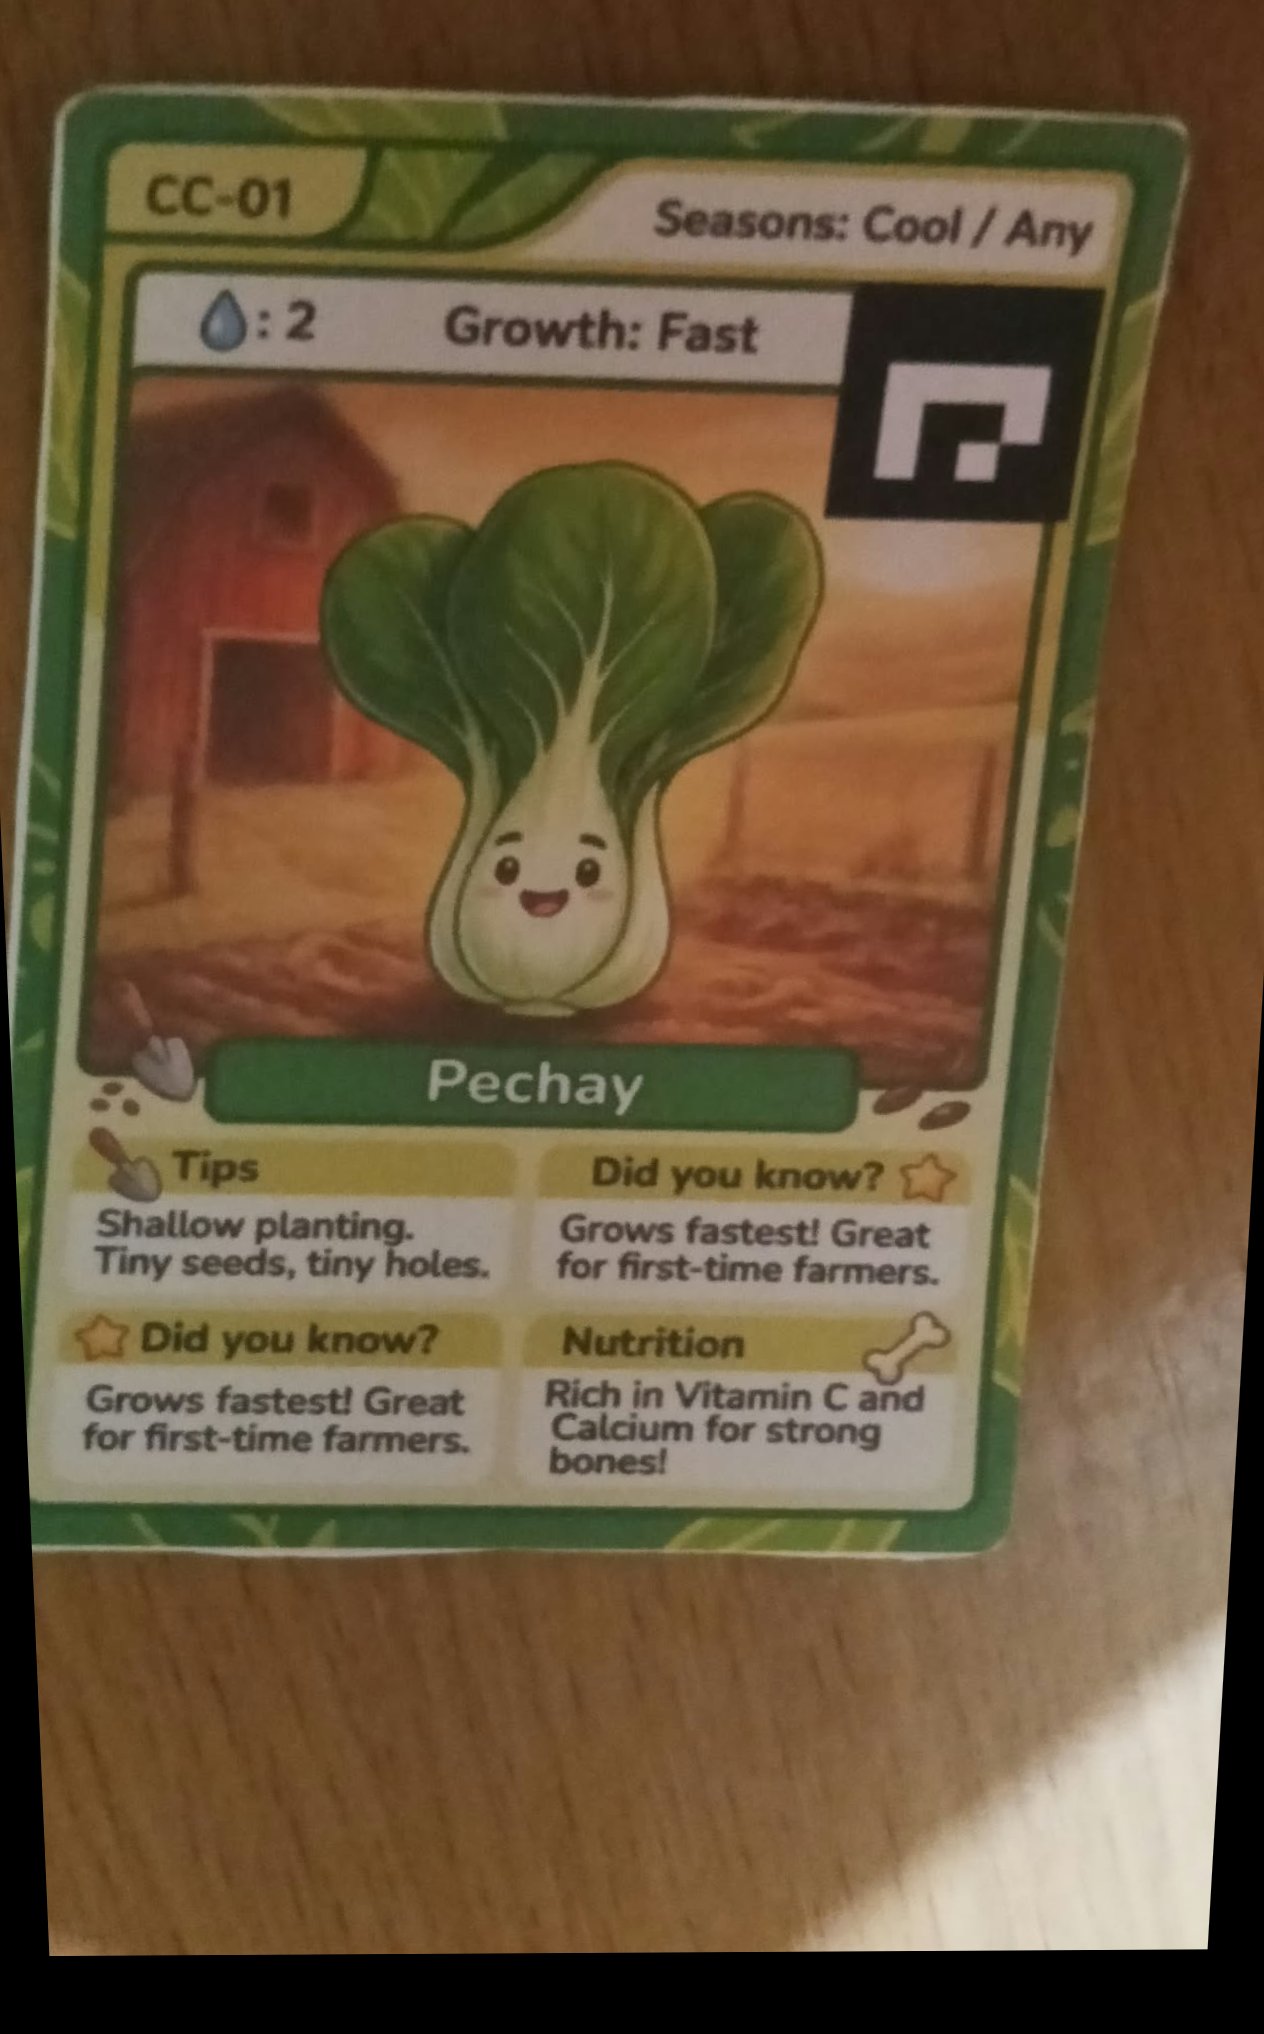 CC-01
Seasons: Cool / Any
: 2
Growth: Fast
Pechay
Tips
Shallow planting.
Tiny seeds, tiny holes.
Did you know?
Grows fastest! Great
for first-time farmers.
Did you know?
Grows fastest! Great
for first-time farmers.
Nutrition
Rich in Vitamin C and
Calcium for strong
bones!